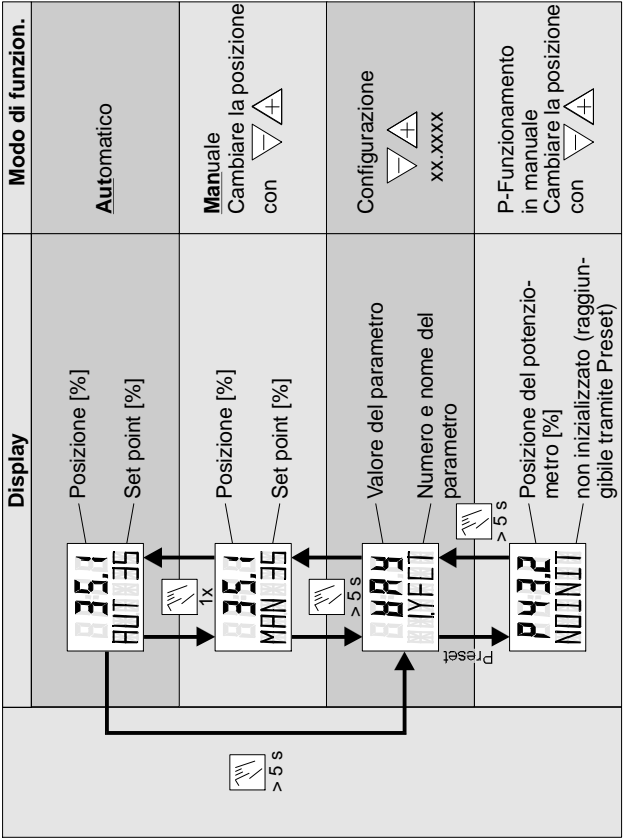 Display
Modo di funzion.
35.1
AUT 35
Posizione [%]
Set point [%]
Automatico
1x
35.1
MAN 35
Posizione [%]
Set point [%]
Manuale
Cambiare la posizione
con
> 5 s
> 5 s
1.YFCT
Valore del parametro
Numero e nome del
parametro
Configurazione
xx.xxxx
Preset
> 5 s
P43.2
NOINIT
Posizione del potenzio-
metro [%]
non inizializzato (raggiun-
gibile tramite Preset)
P-Funzionamento
in manuale
Cambiare la posizione
con